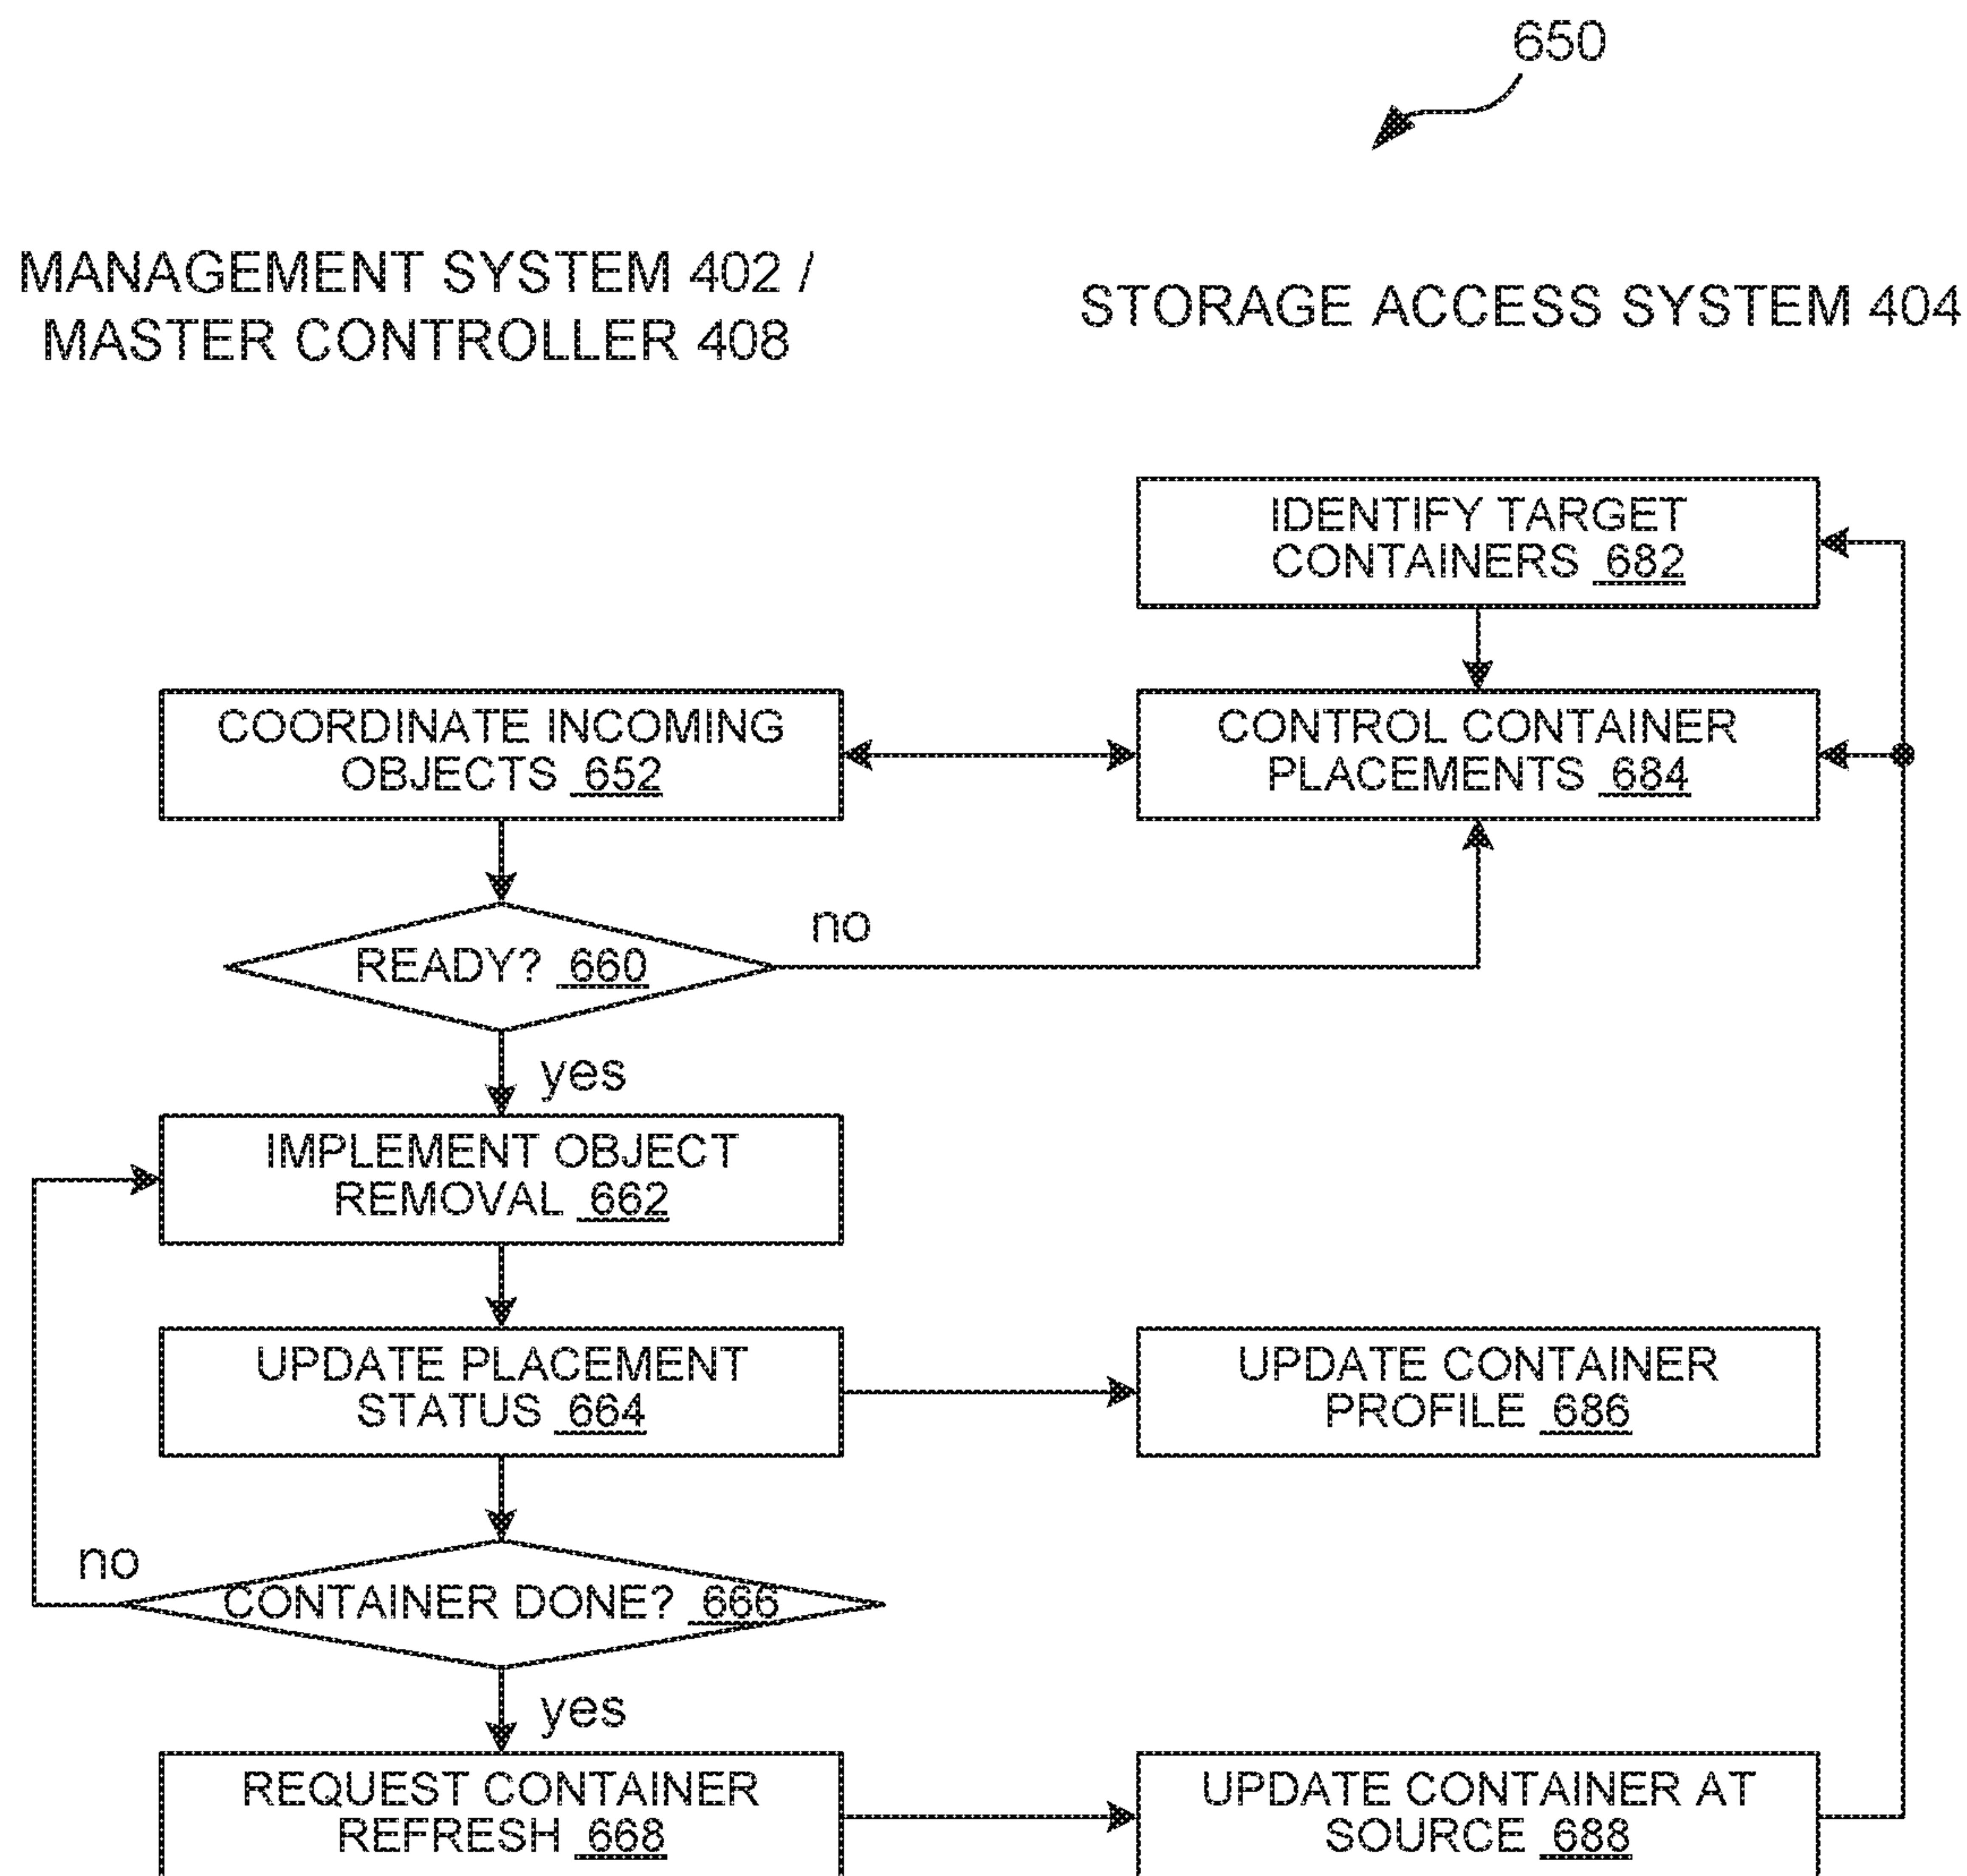 650
MANAGEMENT SYSTEM 402 /
MASTER CONTROLLER 408
STORAGE ACCESS SYSTEM 404
IDENTIFY TARGET
CONTAINERS 682
COORDINATE INCOMING
OBJECTS 652
CONTROL CONTAINER
PLACEMENTS 684
READY? 660
no
yes
IMPLEMENT OBJECT
REMOVAL 662
UPDATE PLACEMENT
STATUS 664
UPDATE CONTAINER
PROFILE 686
no
CONTAINER DONE? 666
yes
REQUEST CONTAINER
REFRESH 668
UPDATE CONTAINER AT
SOURCE 688